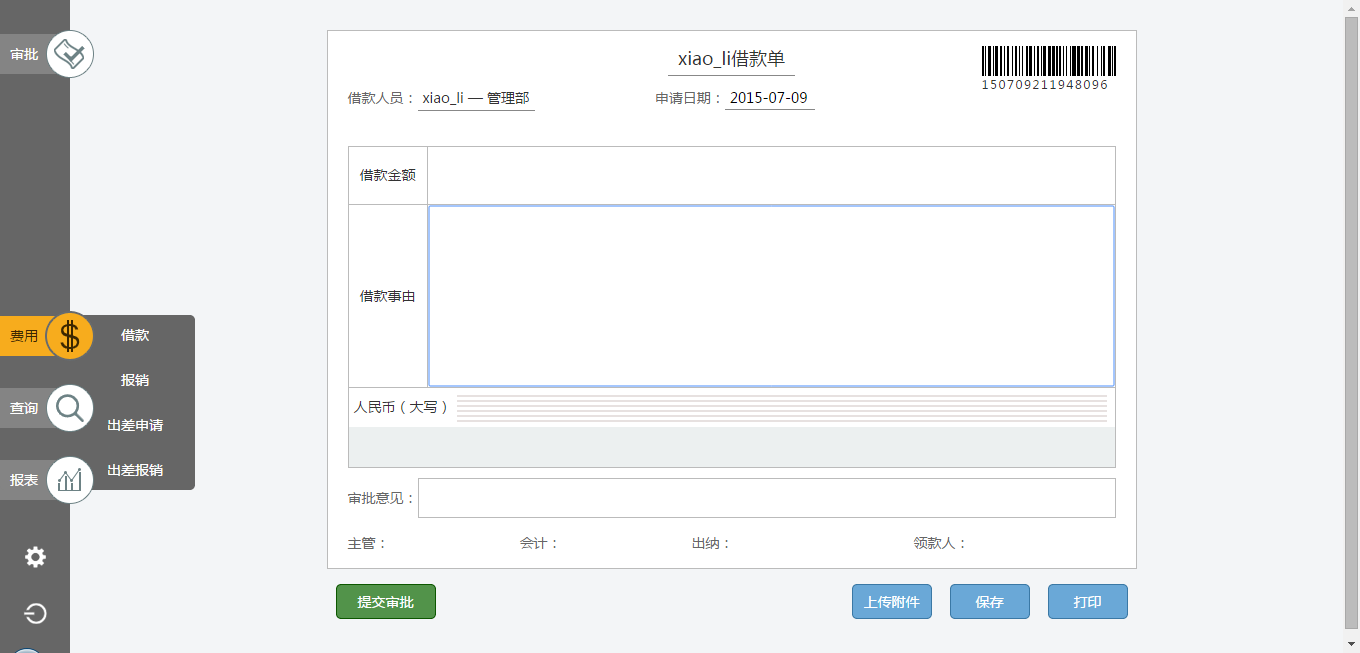 审批
费用
借款
报销
出差申请
出差报销
查询
报表
xiao_li借款单
150709211948096
借款人员： xiao_li — 管理部
申请日期： 2015-07-09
借款金额
借款事由
人民币（大写）
审批意见：
主管：
会计：
出纳：
领款人：
提交审批
上传附件
保存
打印